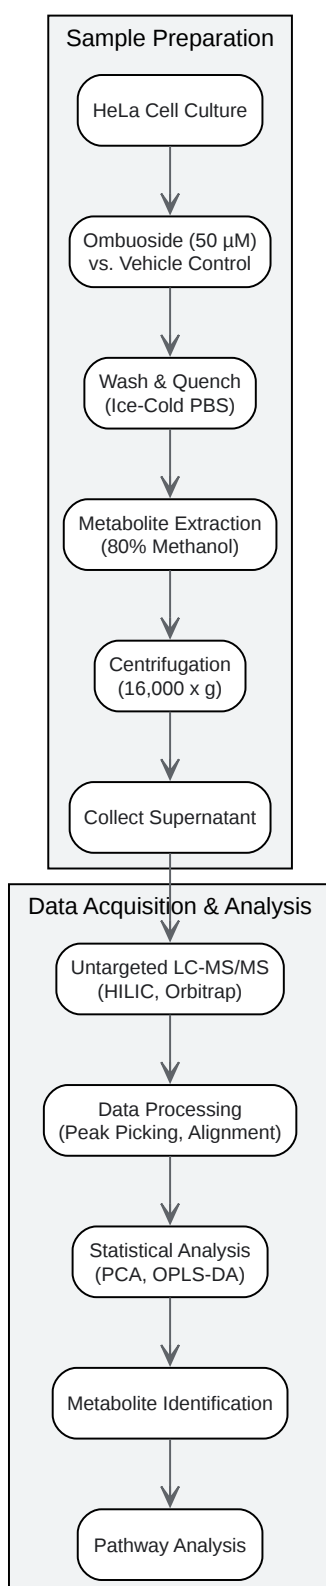 Sample Preparation
HeLa Cell Culture
Ombuoside (50 µM)
vs. Vehicle Control
Wash & Quench
(Ice-Cold PBS)
Metabolite Extraction
(80% Methanol)
Centrifugation
(16,000 x g)
Collect Supernatant
Data Acquisition & Analysis
Untargeted LC-MS/MS
(HILIC, Orbitrap)
Data Processing
(Peak Picking, Alignment)
Statistical Analysis
(PCA, OPLS-DA)
Metabolite Identification
Pathway Analysis